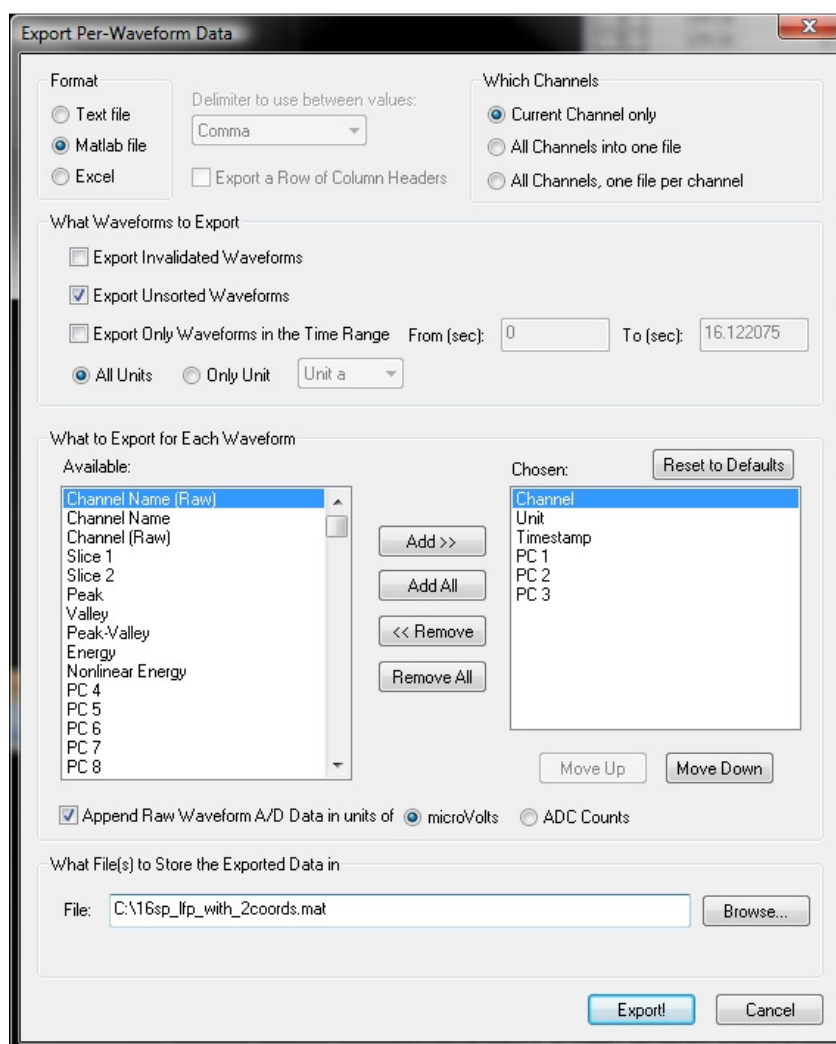 Export Per-Waveform Data
Format
Text file
Matlab file
Excel
Delimiter to use between values:
Comma
Export a Row of Column Headers
Which Channels
Current Channel only
All Channels into one file
All Channels, one file per channel
What Waveforms to Export
Export Invalidated Waveforms
Export Unsorted Waveforms
Export Only Waveforms in the Time Range From (sec): 0 To (sec): 16.122075
All Units Only Unit Unit a
What to Export for Each Waveform
Available:
Channel Name (Raw)
Channel Name
Channel (Raw)
Slice 1
Slice 2
Peak
Valley
Peak-Valley
Energy
Nonlinear Energy
PC 4
PC 5
PC 6
PC 7
PC 8
Add >>
Add All
<< Remove
Remove All
Chosen:
Reset to Defaults
Channel
Unit
Timestamp
PC 1
PC 2
PC 3
Move Up Move Down
Append Raw Waveform A/D Data in units of microVolts ADC Counts
What File(s) to Store the Exported Data in
File: C:\16sp_lfp_with_2coords.mat Browse...
Export! Cancel